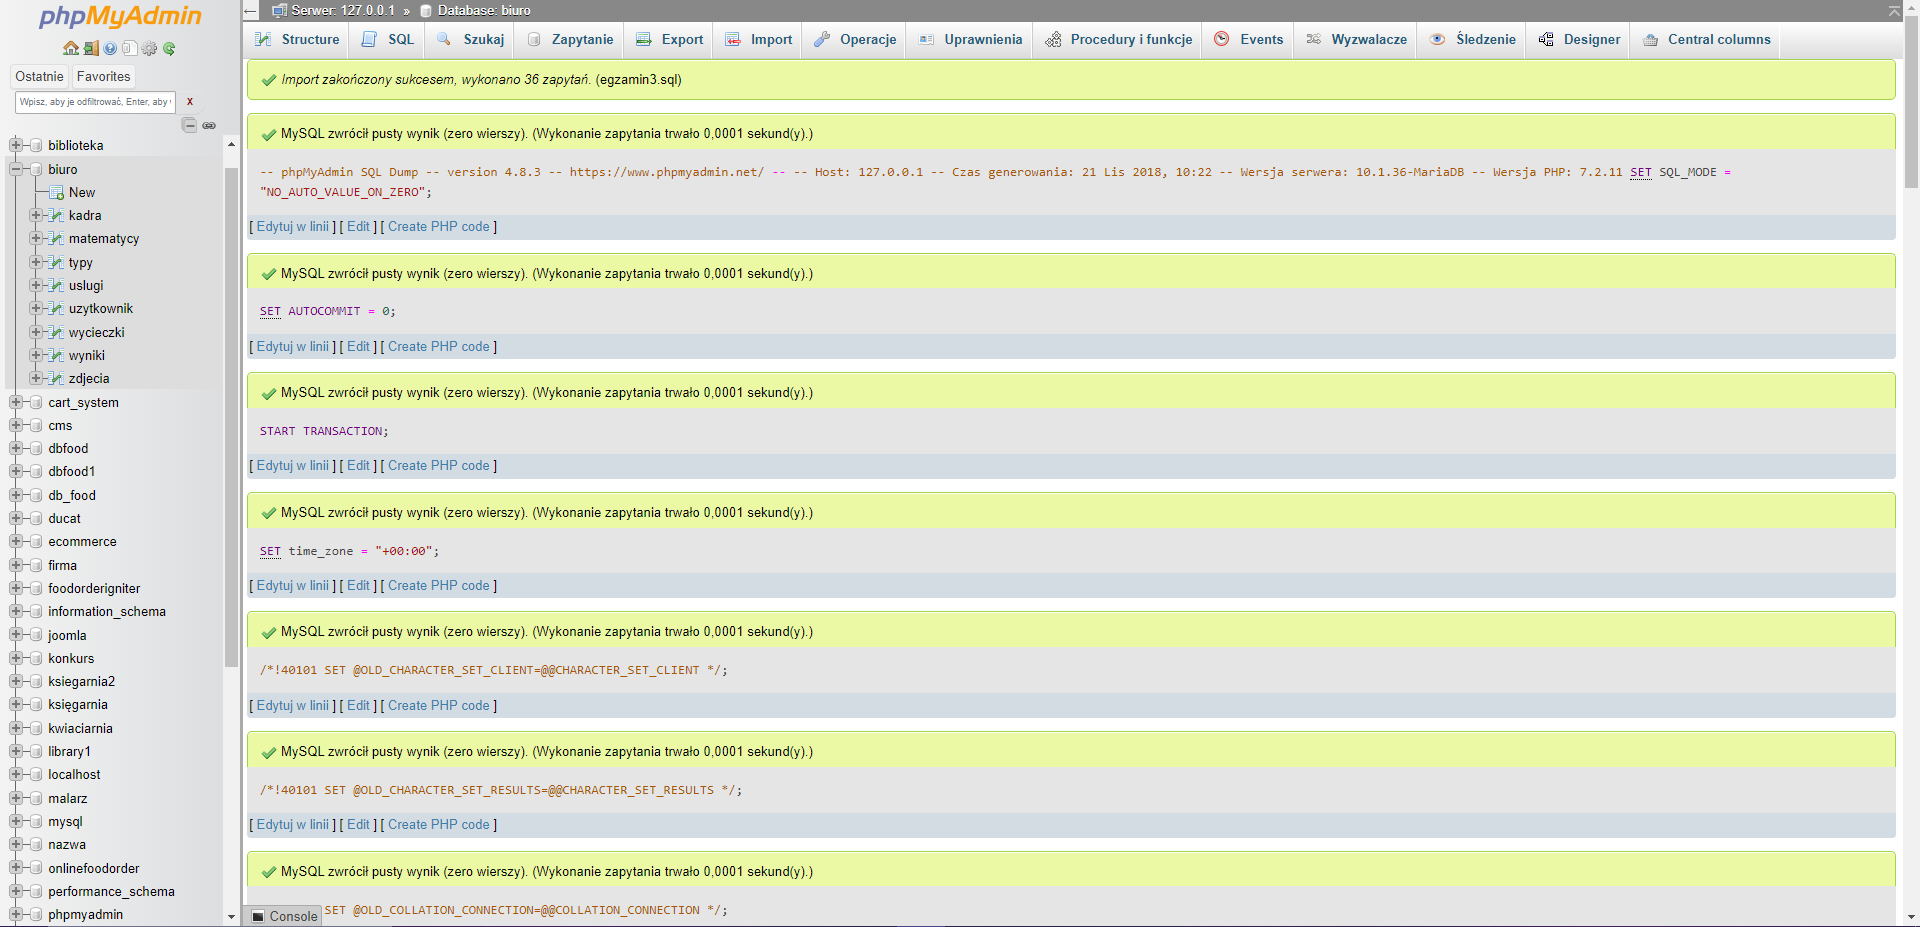 phpMyAdmin
Ostatnie Favorites
Wpisz, aby je odfiltrować, Enter, aby X
biblioteka
biuro
New
kadra
matematycy
typy
uslugi
uzytkownik
wycieczki
wyniki
zdjecia
cart_system
cms
dbfood
dbfood1
db_food
ducat
ecommerce
firma
foodorderigniter
information_schema
joomla
konkurs
ksiegarnia2
księgarnia
kwiaciarnia
library1
localhost
malarz
mysql
nazwa
onlinefoodorder
performance_schema
phpmyadmin
Serwer: 127.0.0.1 » Database: biuro
Structure SQL Szukaj Zapytanie Export Import Operacje Uprawnienia Procedury i funkcje Events Wyzwalacze Śledzenie Designer Central columns
Import zakończony sukcesem, wykonano 36 zapytań. (egzamin3.sql)
MySQL zwrócił pusty wynik (zero wierszy). (Wykonanie zapytania trwało 0,0001 sekund(y).)
-- phpMyAdmin SQL Dump -- version 4.8.3 -- https://www.phpmyadmin.net/ -- -- Host: 127.0.0.1 -- Czas generowania: 21 Lis 2018, 10:22 -- Wersja serwera: 10.1.36-MariaDB -- Wersja PHP: 7.2.11 SET SQL_MODE =
"NO_AUTO_VALUE_ON_ZERO";
[ Edytuj w linii ] [ Edit ] [ Create PHP code ]
MySQL zwrócił pusty wynik (zero wierszy). (Wykonanie zapytania trwało 0,0001 sekund(y).)
SET AUTOCOMMIT = 0;
[ Edytuj w linii ] [ Edit ] [ Create PHP code ]
MySQL zwrócił pusty wynik (zero wierszy). (Wykonanie zapytania trwało 0,0001 sekund(y).)
START TRANSACTION;
[ Edytuj w linii ] [ Edit ] [ Create PHP code ]
MySQL zwrócił pusty wynik (zero wierszy). (Wykonanie zapytania trwało 0,0001 sekund(y).)
SET time_zone = "+00:00";
[ Edytuj w linii ] [ Edit ] [ Create PHP code ]
MySQL zwrócił pusty wynik (zero wierszy). (Wykonanie zapytania trwało 0,0001 sekund(y).)
/*!40101 SET @OLD_CHARACTER_SET_CLIENT=@@CHARACTER_SET_CLIENT */;
[ Edytuj w linii ] [ Edit ] [ Create PHP code ]
MySQL zwrócił pusty wynik (zero wierszy). (Wykonanie zapytania trwało 0,0001 sekund(y).)
/*!40101 SET @OLD_CHARACTER_SET_RESULTS=@@CHARACTER_SET_RESULTS */;
[ Edytuj w linii ] [ Edit ] [ Create PHP code ]
MySQL zwrócił pusty wynik (zero wierszy). (Wykonanie zapytania trwało 0,0001 sekund(y).)
SET @OLD_COLLATION_CONNECTION=@@COLLATION_CONNECTION */;
Console